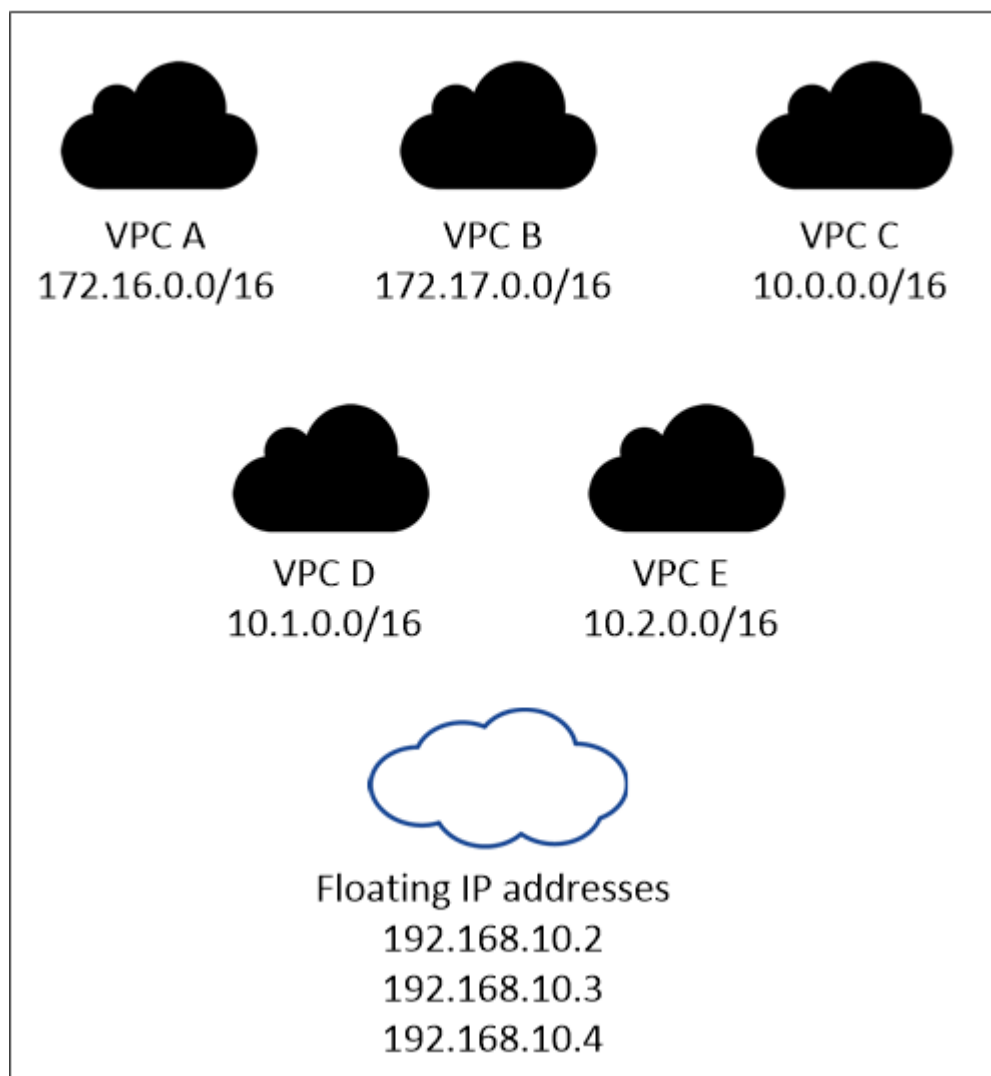 VPC A
172.16.0.0/16
VPC B
172.17.0.0/16
VPC C
10.0.0.0/16
VPC D
10.1.0.0/16
VPC E
10.2.0.0/16
Floating IP addresses
192.168.10.2
192.168.10.3
192.168.10.4